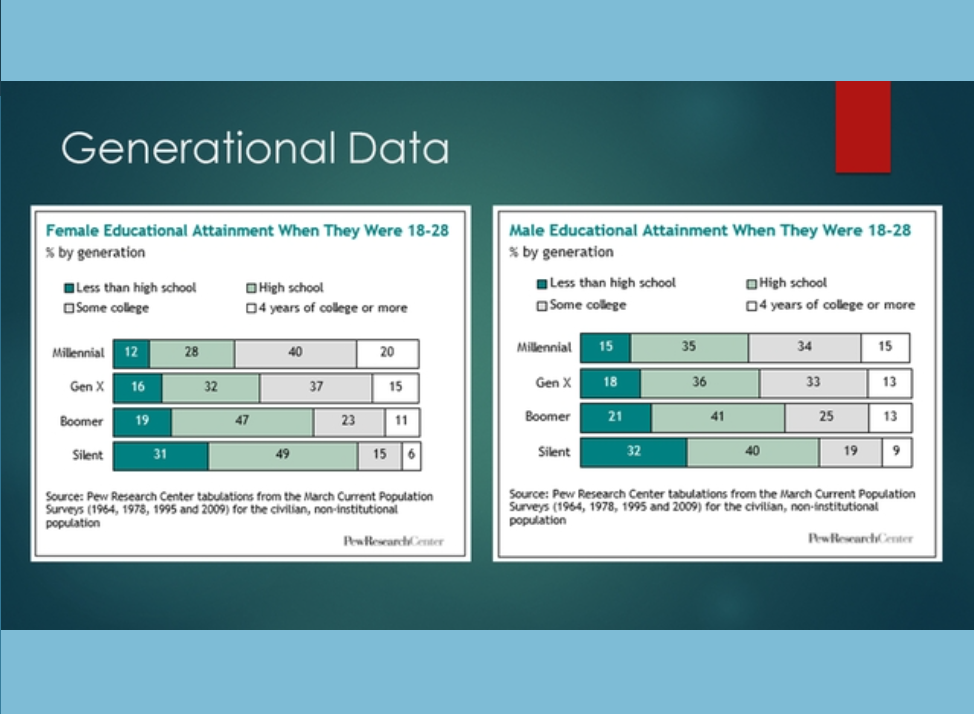 Generational Data
Female Educational Attainment When They Were 18-28
% by generation
Less than high school
High school
Some college
4 years of college or more
Millennial 12 28 40 20
Gen X 16 32 37 15
Boomer 19 47 23 11
Silent 31 49 15 6
Source: Pew Research Center tabulations from the March Current Population
Surveys (1964, 1978, 1995 and 2009) for the civilian, non-institutional
population
PewResearchCenter
Male Educational Attainment When They Were 18-28
% by generation
Less than high school
High school
Some college
4 years of college or more
Millennial 15 35 34 15
Gen X 18 36 33 13
Boomer 21 41 25 13
Silent 32 40 19 9
Source: Pew Research Center tabulations from the March Current Population
Surveys (1964, 1978, 1995 and 2009) for the civilian, non-institutional
population
PewResearchCenter